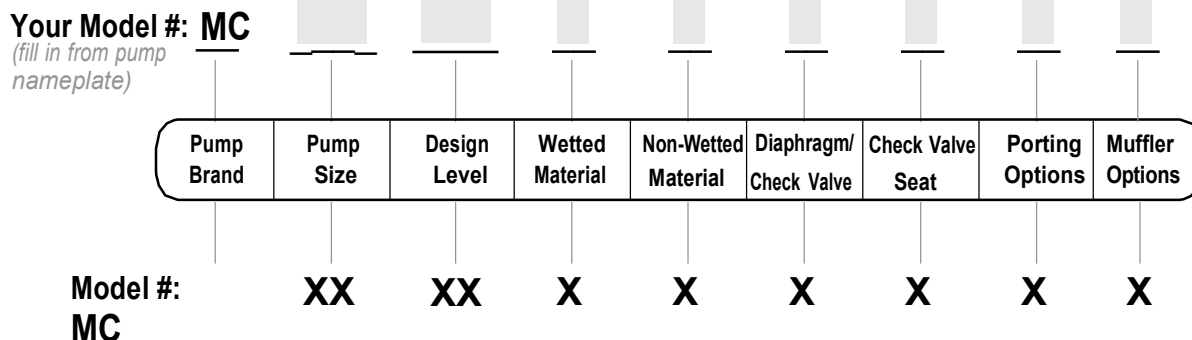 Your Model #: MC
(fill in from pump
nameplate)
Pump Pump Design Wetted Non-Wetted Diaphragm/ Check Valve Porting Muffler
Brand Size Level Material Material Check Valve Seat Options Options
Model #: XX XX X X X X X X
MC